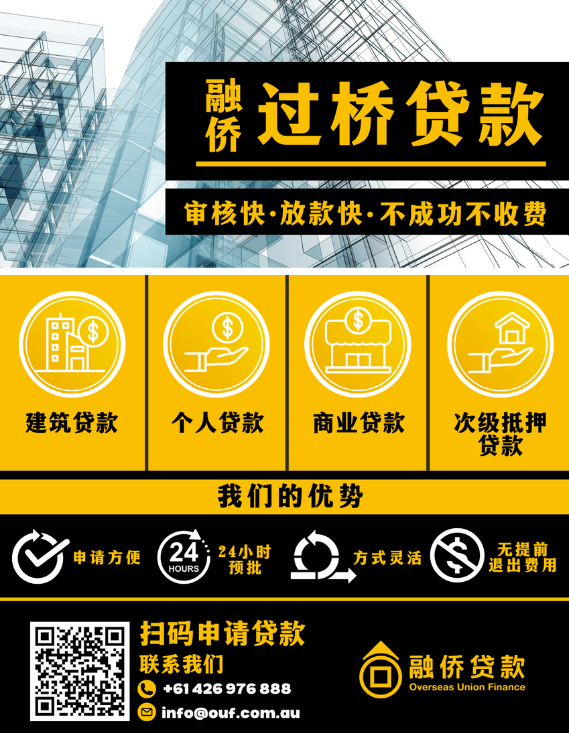 融侨 过桥贷款
审核快·放款快·不成功不收费
建筑贷款
个人贷款
商业贷款
次级抵押
贷款
我们的优势
申请方便
24
HOURS
24小时
预批
方式灵活
无提前
退出费用
扫码申请贷款
联系我们
+61 426 976 888
info@ouf.com.au
融侨贷款
Overseas Union Finance